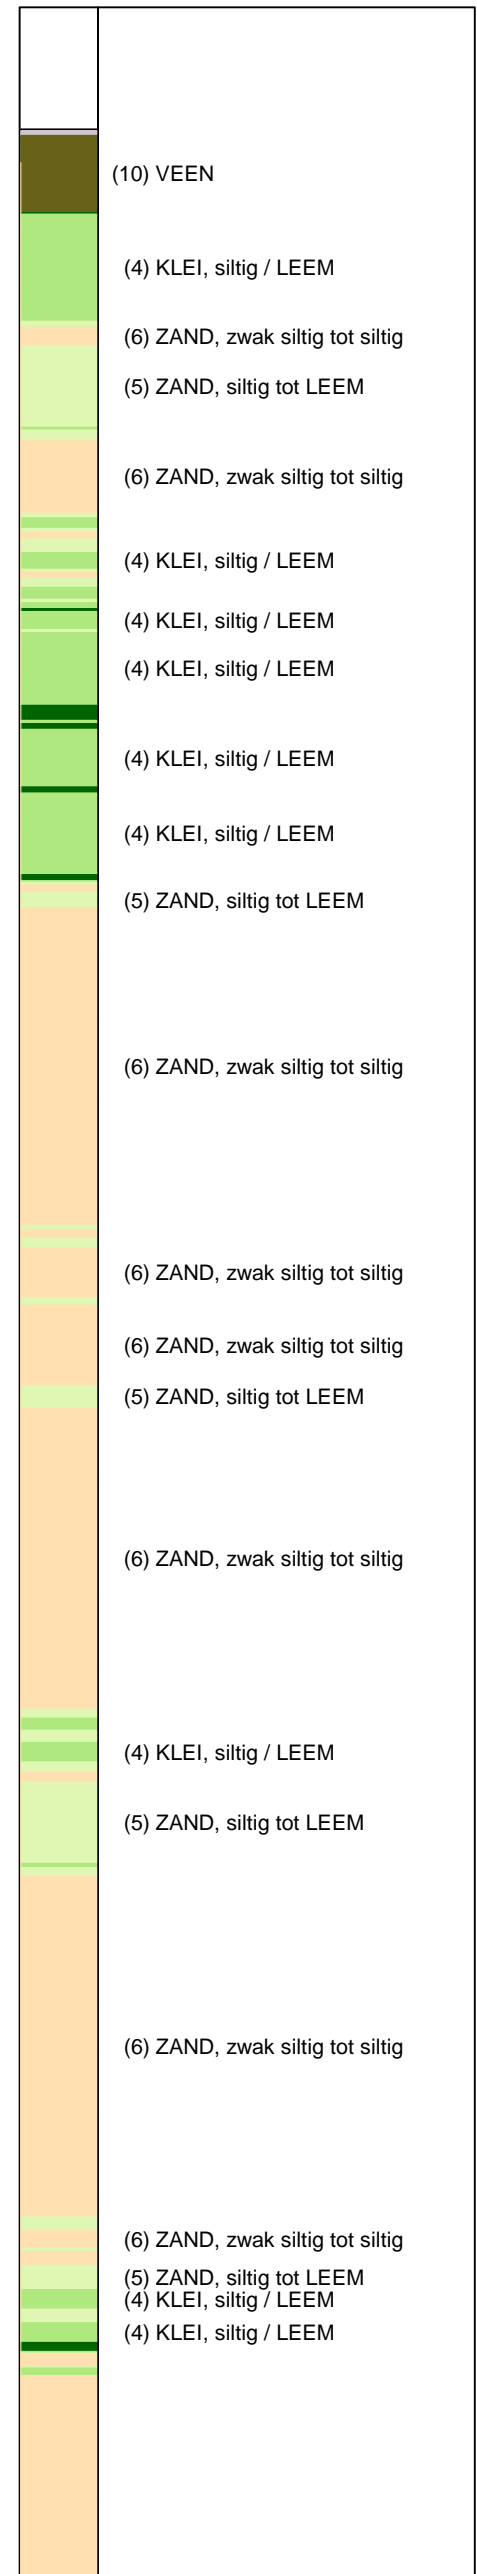 (10) VEEN
(4) KLEI, siltig / LEEM
(6) ZAND, zwak siltig tot siltig
(5) ZAND, siltig tot LEEM
(6) ZAND, zwak siltig tot siltig
(4) KLEI, siltig / LEEM
(4) KLEI, siltig / LEEM
(4) KLEI, siltig / LEEM
(4) KLEI, siltig / LEEM
(4) KLEI, siltig / LEEM
(5) ZAND, siltig tot LEEM
(6) ZAND, zwak siltig tot siltig
(6) ZAND, zwak siltig tot siltig
(6) ZAND, zwak siltig tot siltig
(5) ZAND, siltig tot LEEM
(6) ZAND, zwak siltig tot siltig
(4) KLEI, siltig / LEEM
(5) ZAND, siltig tot LEEM
(6) ZAND, zwak siltig tot siltig
(6) ZAND, zwak siltig tot siltig
(5) ZAND, siltig tot LEEM
(4) KLEI, siltig / LEEM
(4) KLEI, siltig / LEEM